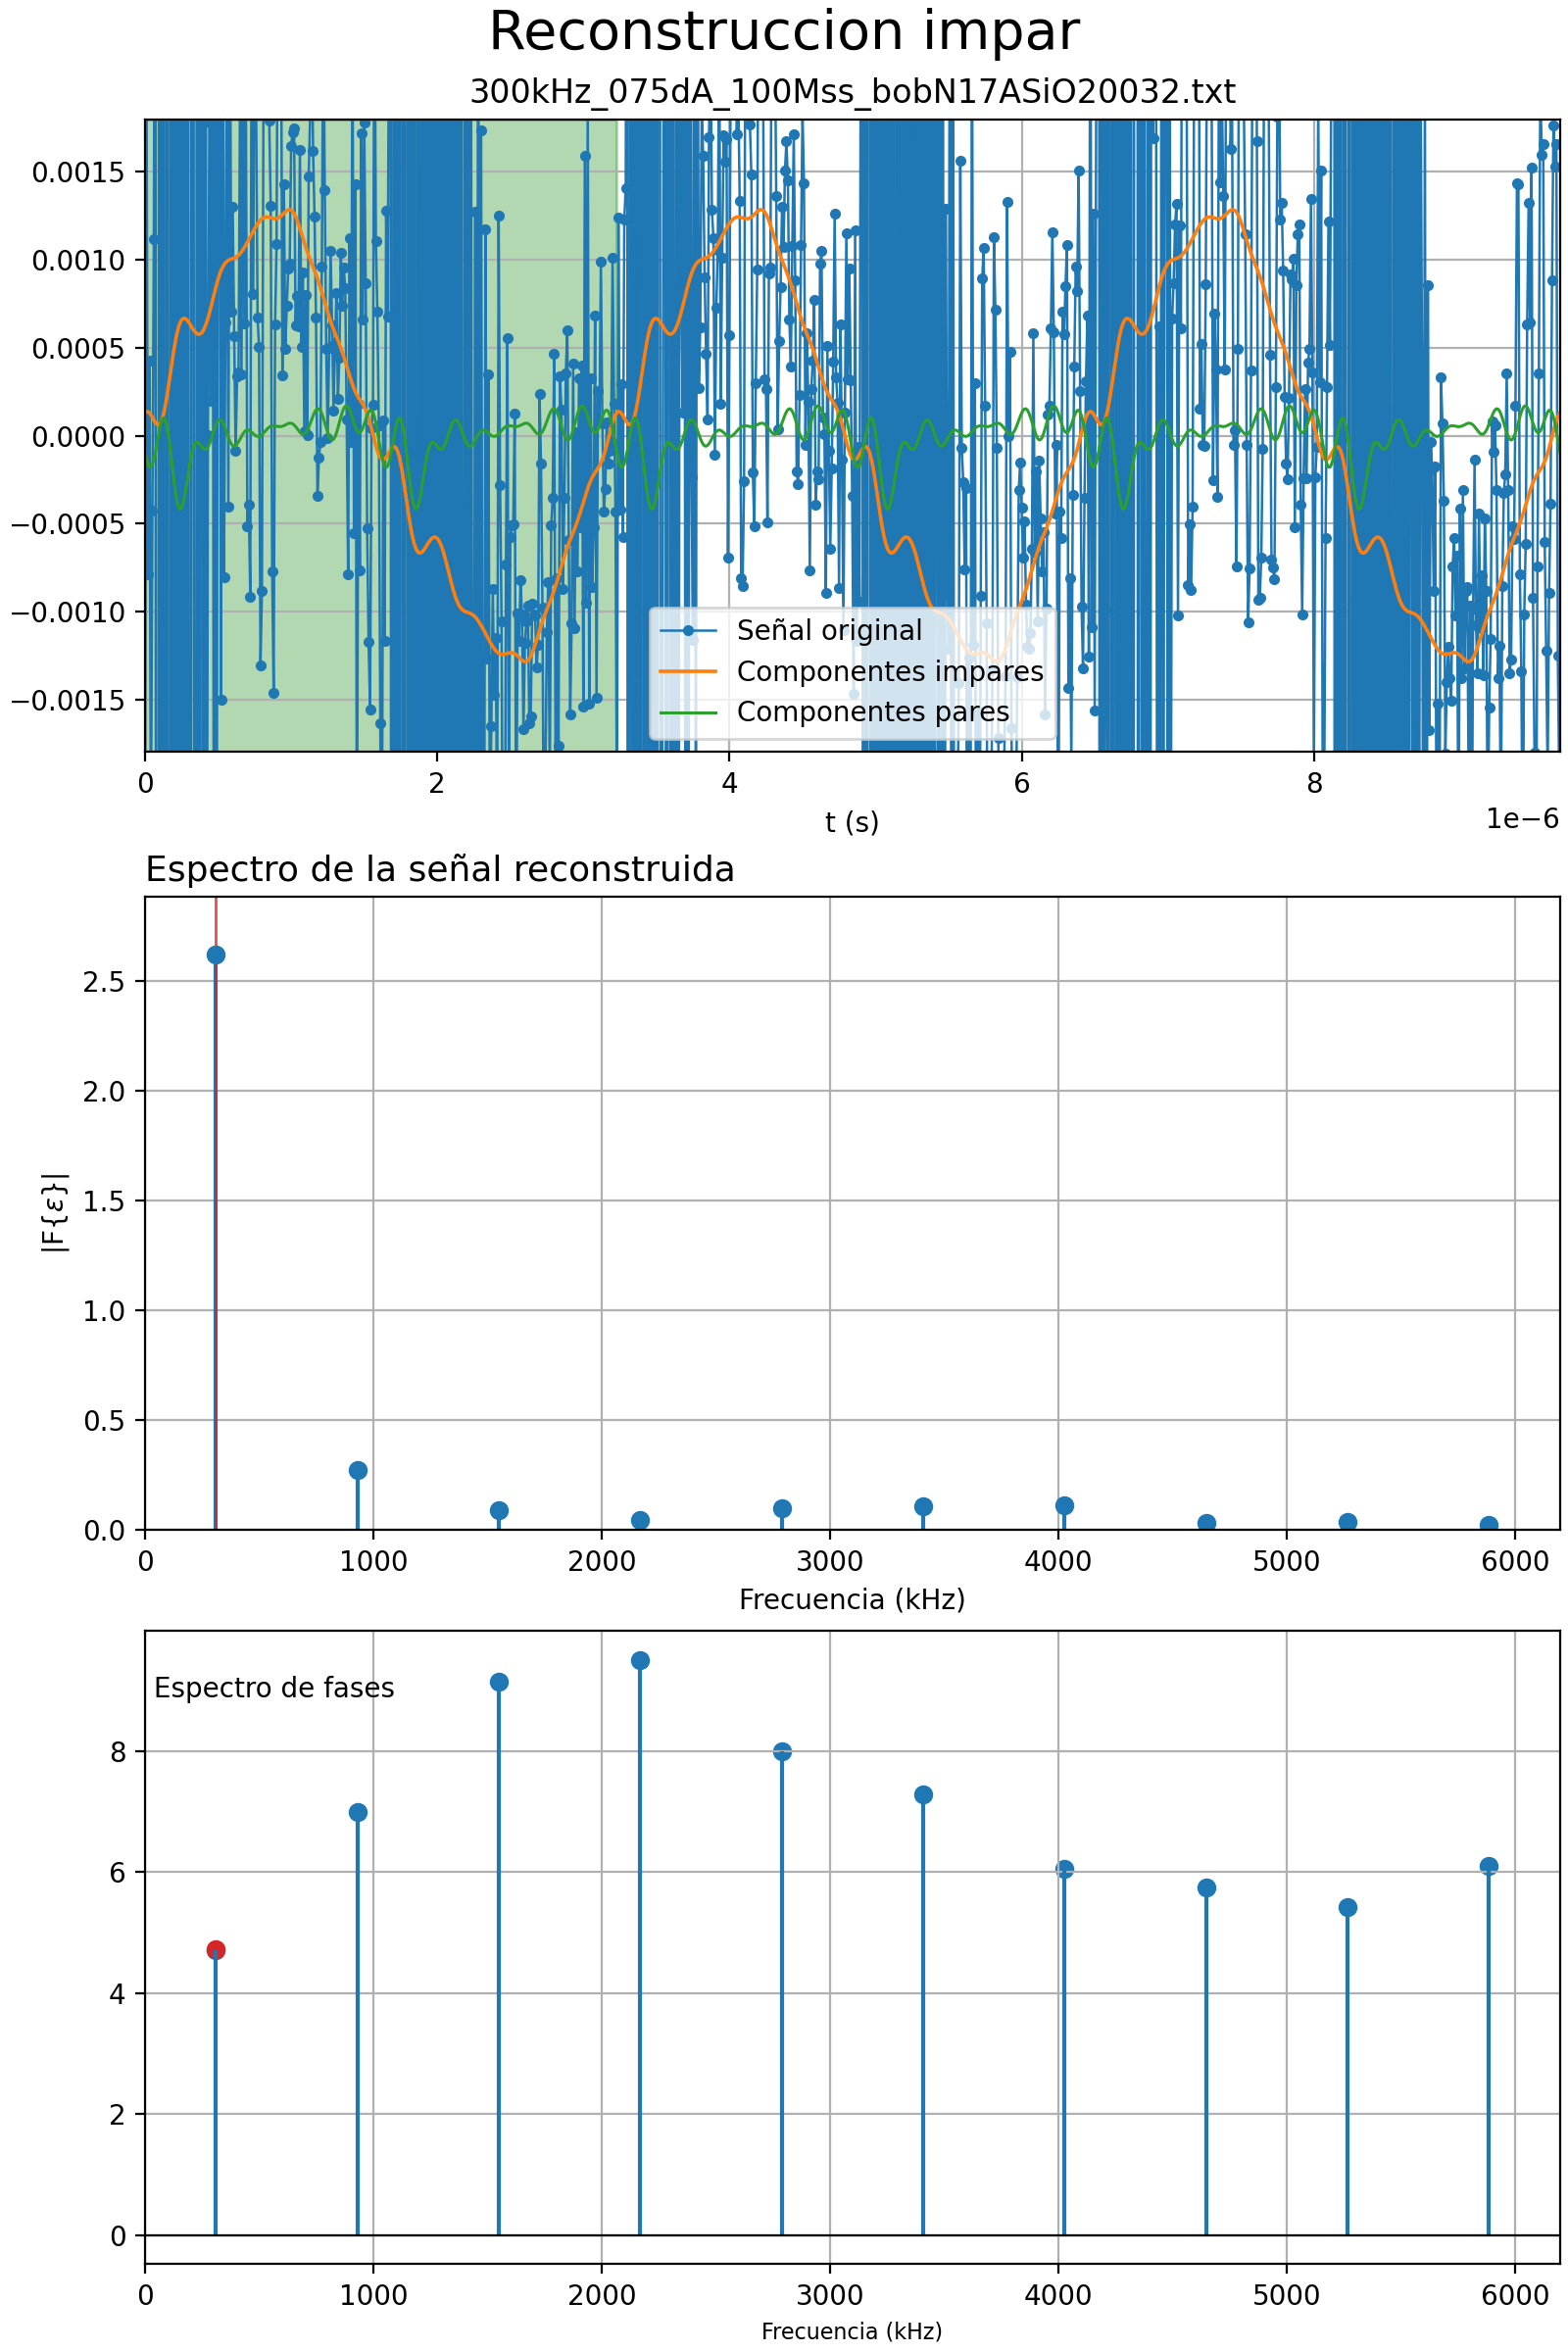 Reconstruccion impar
300kHz_075dA_100Mss_bobN17ASiO20032.txt
0.0015
0.0010
0.0005
0.0000
−0.0005
−0.0010
−0.0015
Señal original
Componentes impares
Componentes pares
0 2 4 6 8
t (s)
1e−6
Espectro de la señal reconstruida
2.5
2.0
1.5
1.0
0.5
0.0
|F{ε}|
0 1000 2000 3000 4000 5000 6000
Frecuencia (kHz)
Espectro de fases
8
6
4
2
0
0 1000 2000 3000 4000 5000 6000
Frecuencia (kHz)